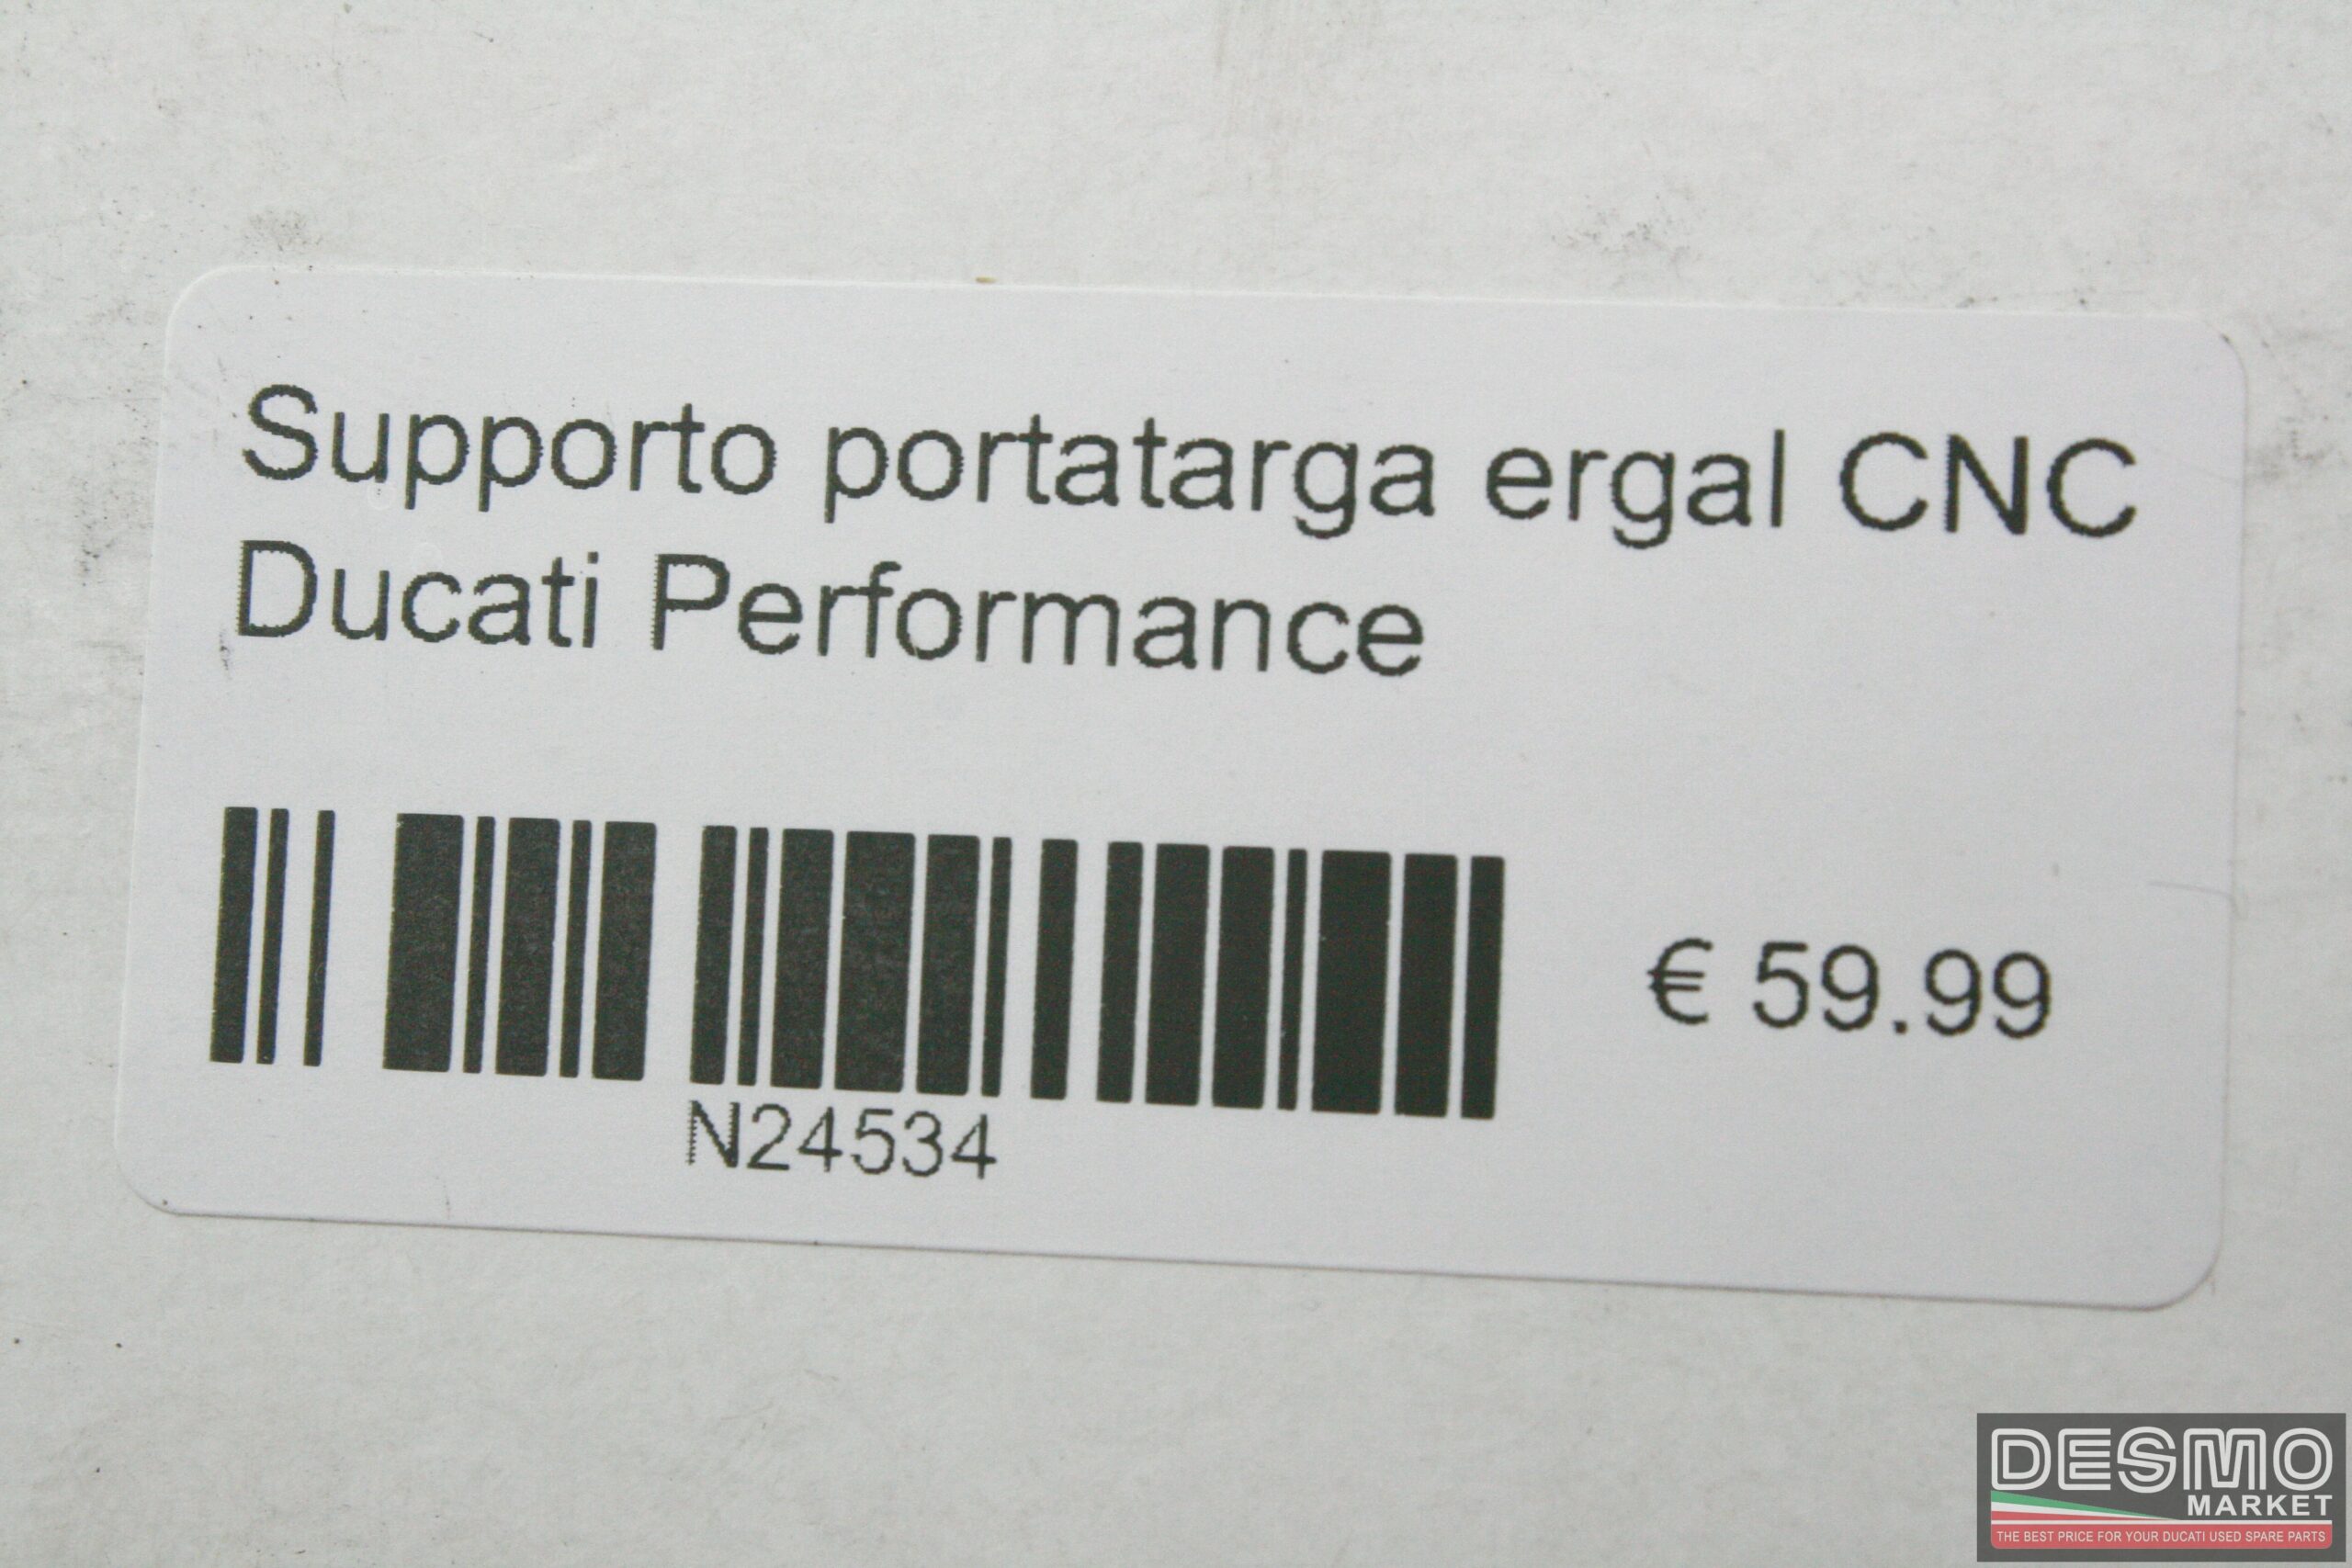 Supporto portatarga ergal CNC
Ducati Performance
€ 59.99
N24534
DESMO
MARKET
THE BEST PRICE FOR YOUR DUCATI USED SPARE PARTS